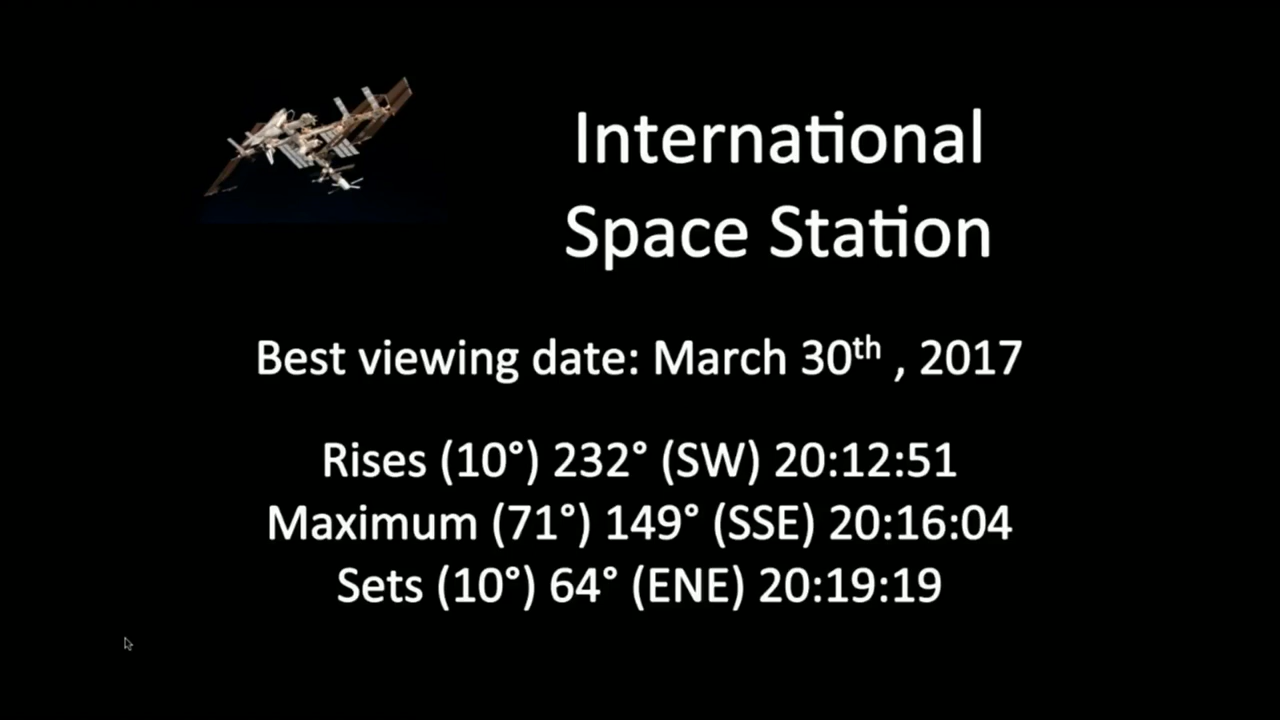 International
Space Station
Best viewing date: March 30th , 2017
Rises (10°) 232° (SW) 20:12:51
Maximum (71°) 149° (SSE) 20:16:04
Sets (10°) 64° (ENE) 20:19:19